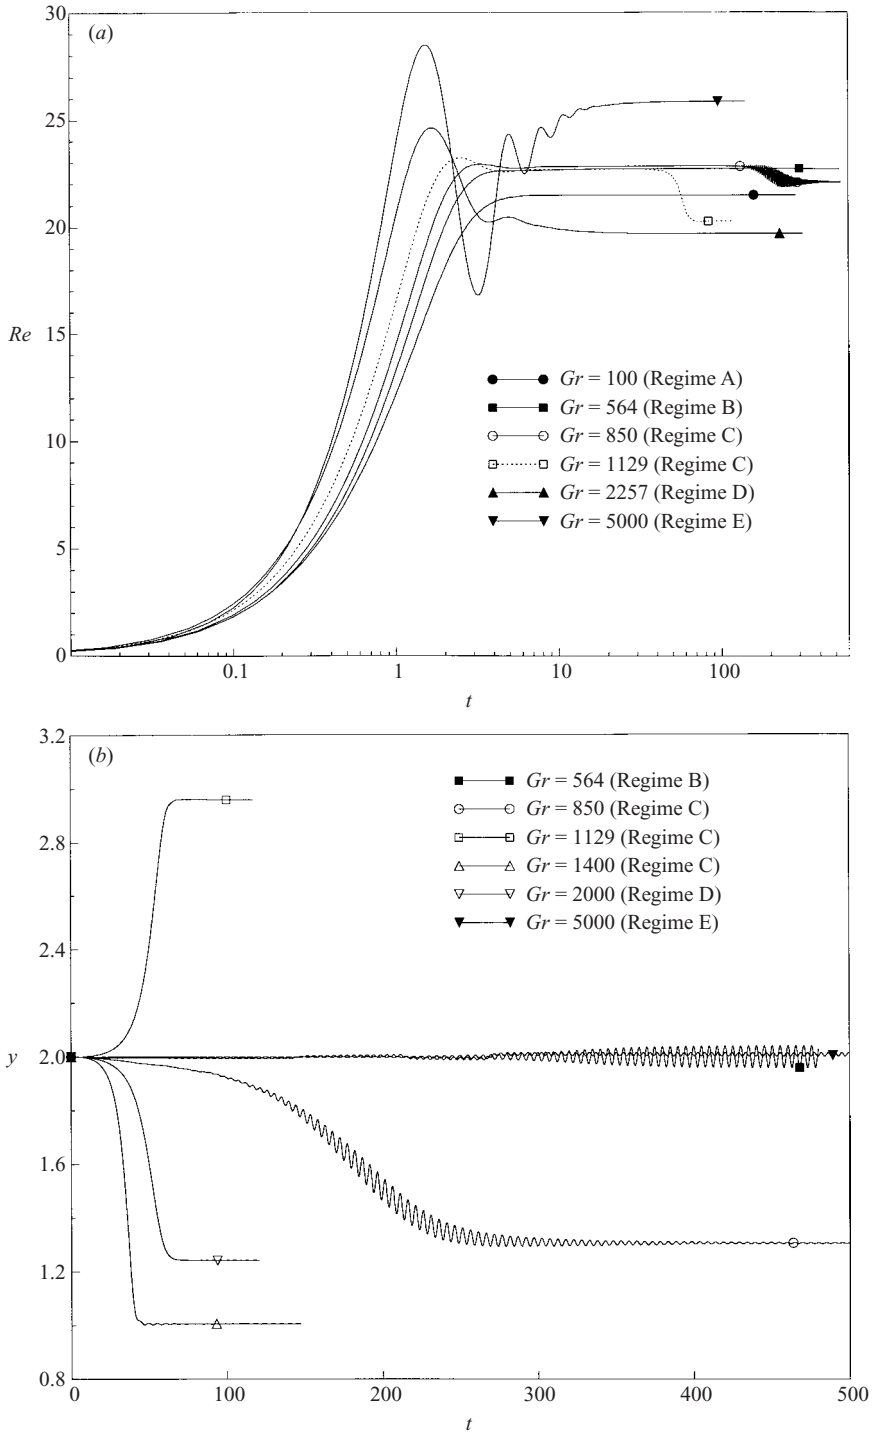 30
(a)
25
20
Re 15
Gr = 100 (Regime A)
Gr = 564 (Regime B)
10
Gr = 850 (Regime C)
Gr = 1129 (Regime C)
Gr = 2257 (Regime D)
Gr = 5000 (Regime E)
5
0
0.1 1 10 100
t
3.2
(b)
Gr = 564 (Regime B)
Gr = 850 (Regime C)
2.8
Gr = 1129 (Regime C)
Gr = 1400 (Regime C)
Gr = 2000 (Regime D)
Gr = 5000 (Regime E)
2.4
y 2.0
1.6
1.2
0.8
0 100 200 300 400 500
t